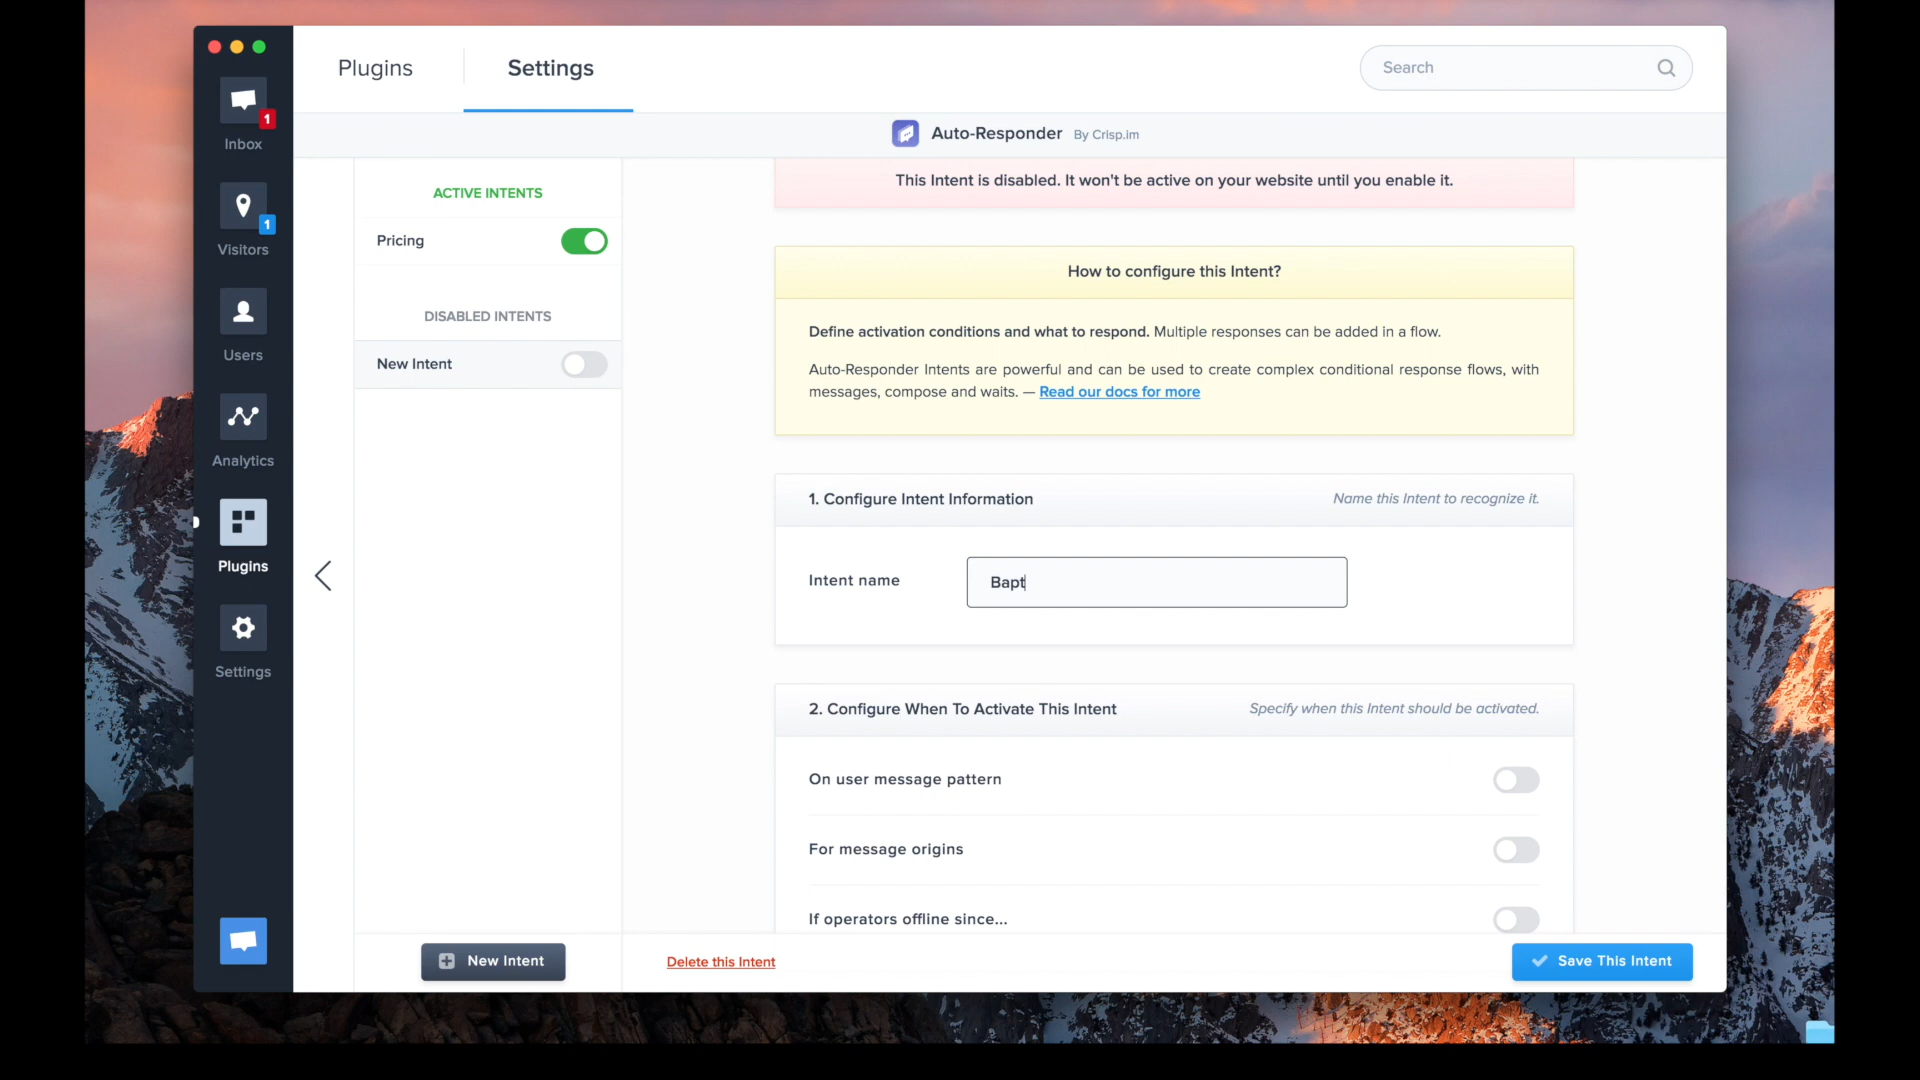 Plugins
Settings
Search
1
Inbox
Auto-Responder By Crisp.im
ACTIVE INTENTS
This Intent is disabled. It won't be active on your website until you enable it.
1
Visitors
Pricing
How to configure this Intent?
DISABLED INTENTS
Define activation conditions and what to respond. Multiple responses can be added in a flow.
Users
New Intent
Auto-Responder Intents are powerful and can be used to create complex conditional response flows, with
messages, compose and waits. — Read our docs for more
Analytics
1. Configure Intent Information
Name this Intent to recognize it.
Plugins
Intent name
Bapt
Settings
2. Configure When To Activate This Intent
Specify when this Intent should be activated.
On user message pattern
For message origins
If operators offline since...
New Intent
Delete this Intent
Save This Intent